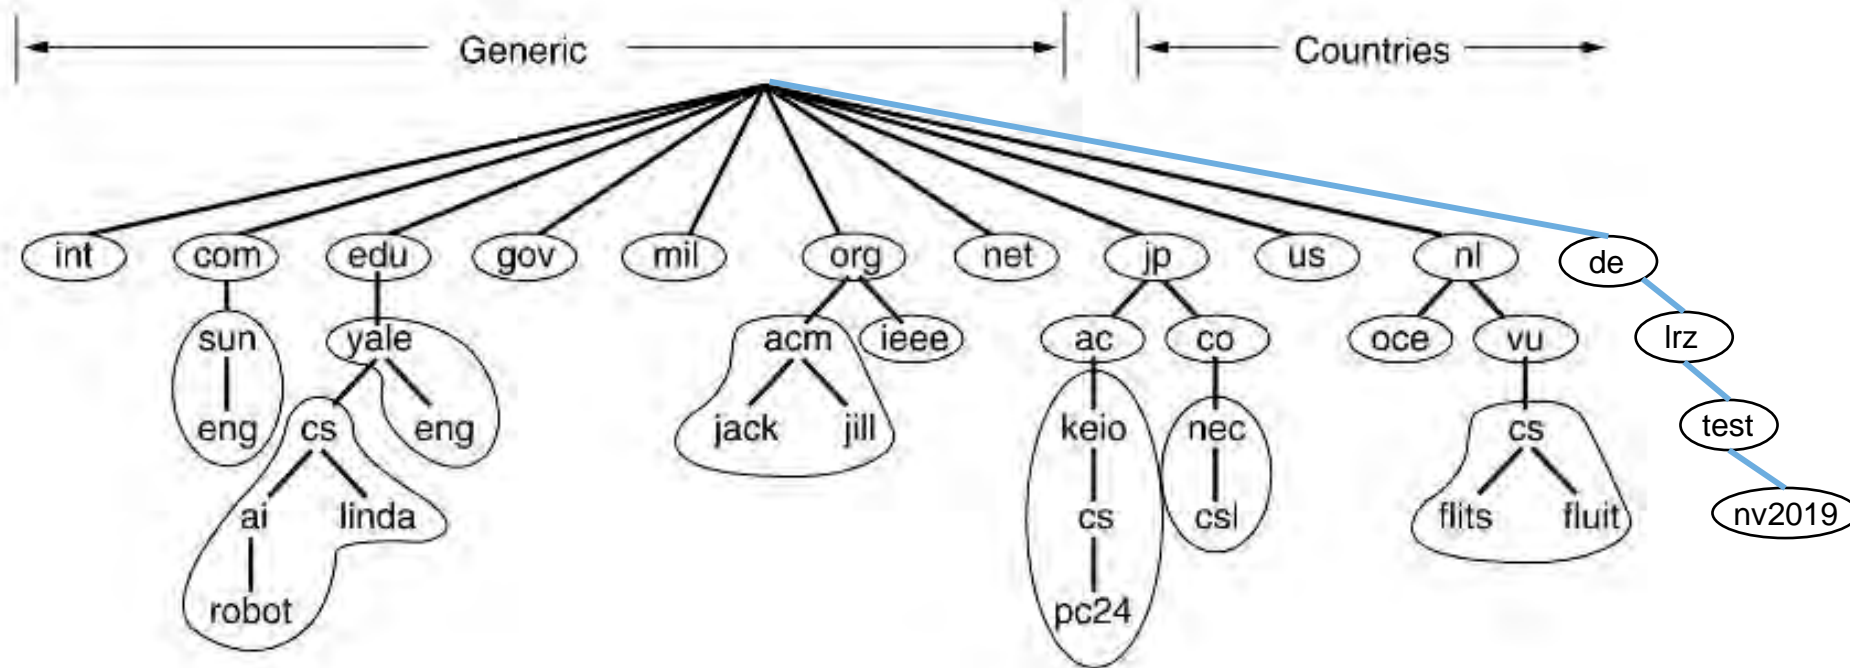 Generic Countries
int com edu gov mil org net jp us nl de
sun yale acm ieee ac co oce vu lrz
eng cs eng jack jill keio nec cs test
ai linda cs csl flits fluit nv2019
robot pc24